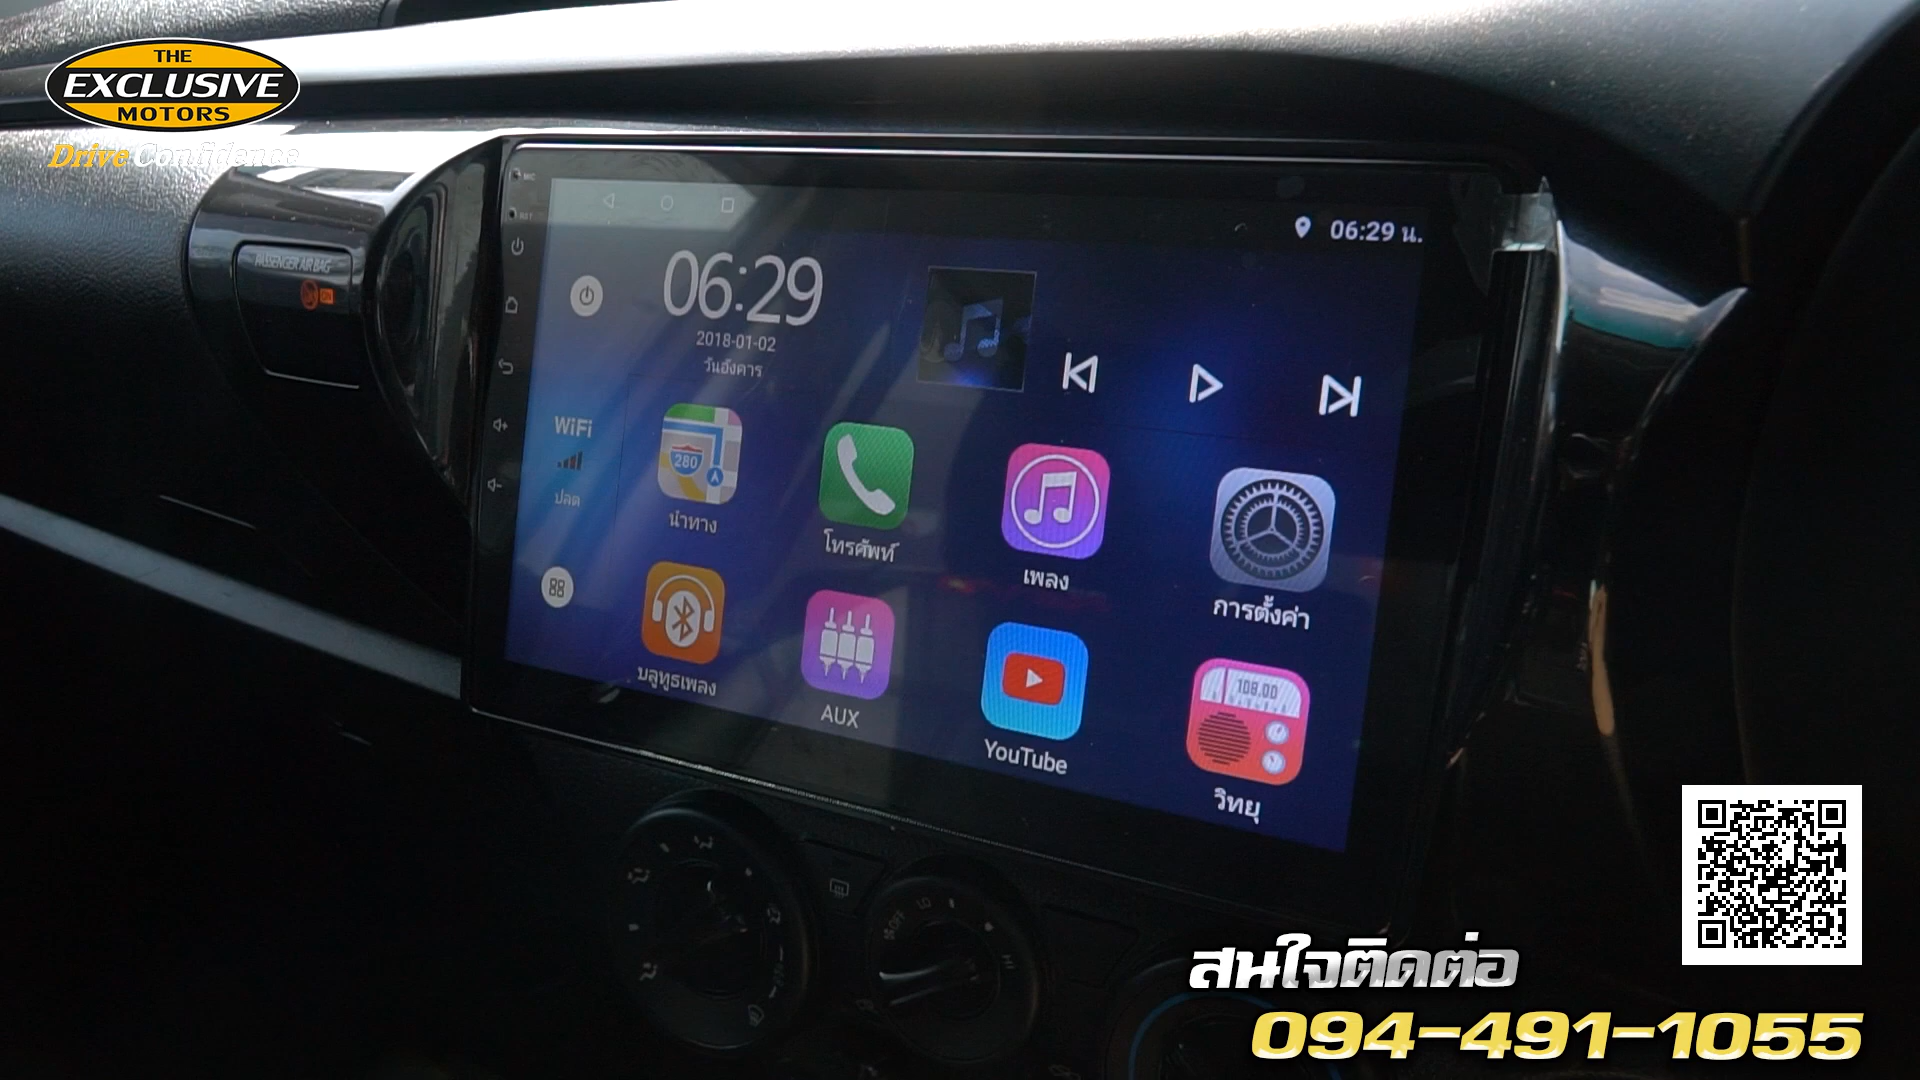 THE
EXCLUSIVE
MOTORS
Drive Confidence
MIC
RST
PASSENGER AIR BAG
ON
06:29 น.
06:29
2018-01-02
วันอังคาร
WiFi
ปลด
280
นำทาง
โทรศัพท์
เพลง
การตั้งค่า
บลูทูธเพลง
AUX
YouTube
108.00
วิทยุ
OFF
LO
HI
สนใจติดต่อ
094-491-1055